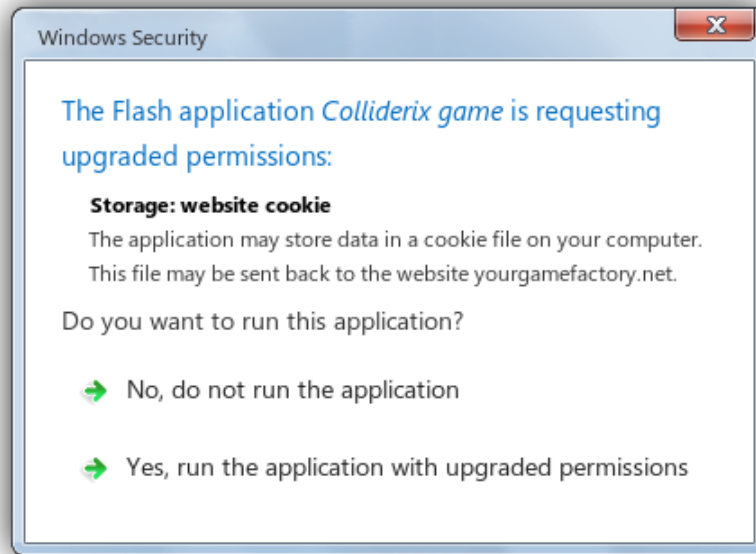 Windows Security
The Flash application Colliderix game is requesting
upgraded permissions:
Storage: website cookie
The application may store data in a cookie file on your computer.
This file may be sent back to the website yourgamefactory.net.
Do you want to run this application?
No, do not run the application
Yes, run the application with upgraded permissions